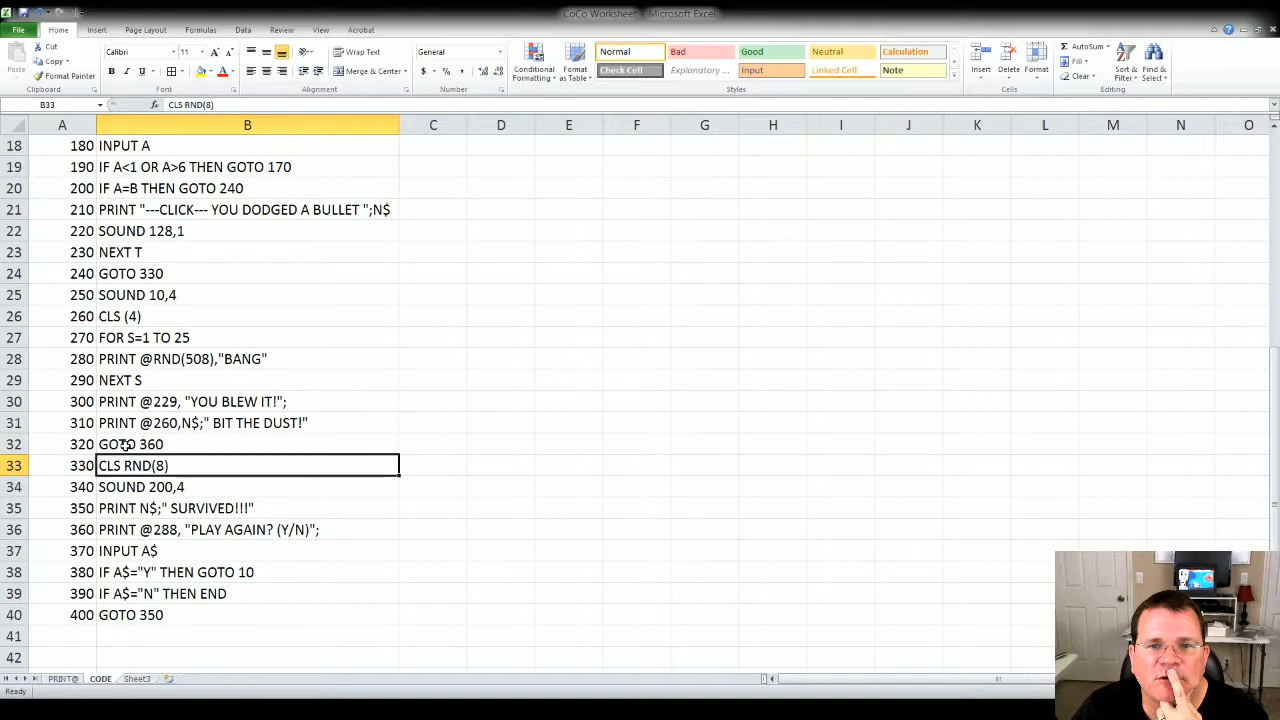 CoCo Worksheet - Microsoft Excel
File Home Insert Page Layout Formulas Data Review View Acrobat
Cut
Copy
Format Painter
Paste
Clipboard
Calibri 11
B I U
Font
Wrap Text
Merge & Center
Alignment
General
$ % ,
Number
Conditional Formatting
Format as Table
Normal Bad Good Neutral Calculation
Check Cell Explanatory ... Input Linked Cell Note
Styles
Insert Delete Format
Cells
AutoSum
Fill
Clear
Sort & Filter
Find & Select
Editing
B33 fx CLS RND(8)
A B C D E F G H I J K L M N O
18 180 INPUT A
19 190 IF A<1 OR A>6 THEN GOTO 170
20 200 IF A=B THEN GOTO 240
21 210 PRINT "---CLICK--- YOU DODGED A BULLET ";N$
22 220 SOUND 128,1
23 230 NEXT T
24 240 GOTO 330
25 250 SOUND 10,4
26 260 CLS (4)
27 270 FOR S=1 TO 25
28 280 PRINT @RND(508),"BANG"
29 290 NEXT S
30 300 PRINT @229, "YOU BLEW IT!";
31 310 PRINT @260,N$;" BIT THE DUST!"
32 320 GOTO 360
33 330 CLS RND(8)
34 340 SOUND 200,4
35 350 PRINT N$;" SURVIVED!!!"
36 360 PRINT @288, "PLAY AGAIN? (Y/N)";
37 370 INPUT A$
38 380 IF A$="Y" THEN GOTO 10
39 390 IF A$="N" THEN END
40 400 GOTO 350
41
42
PRINT@ CODE Sheet3
Ready